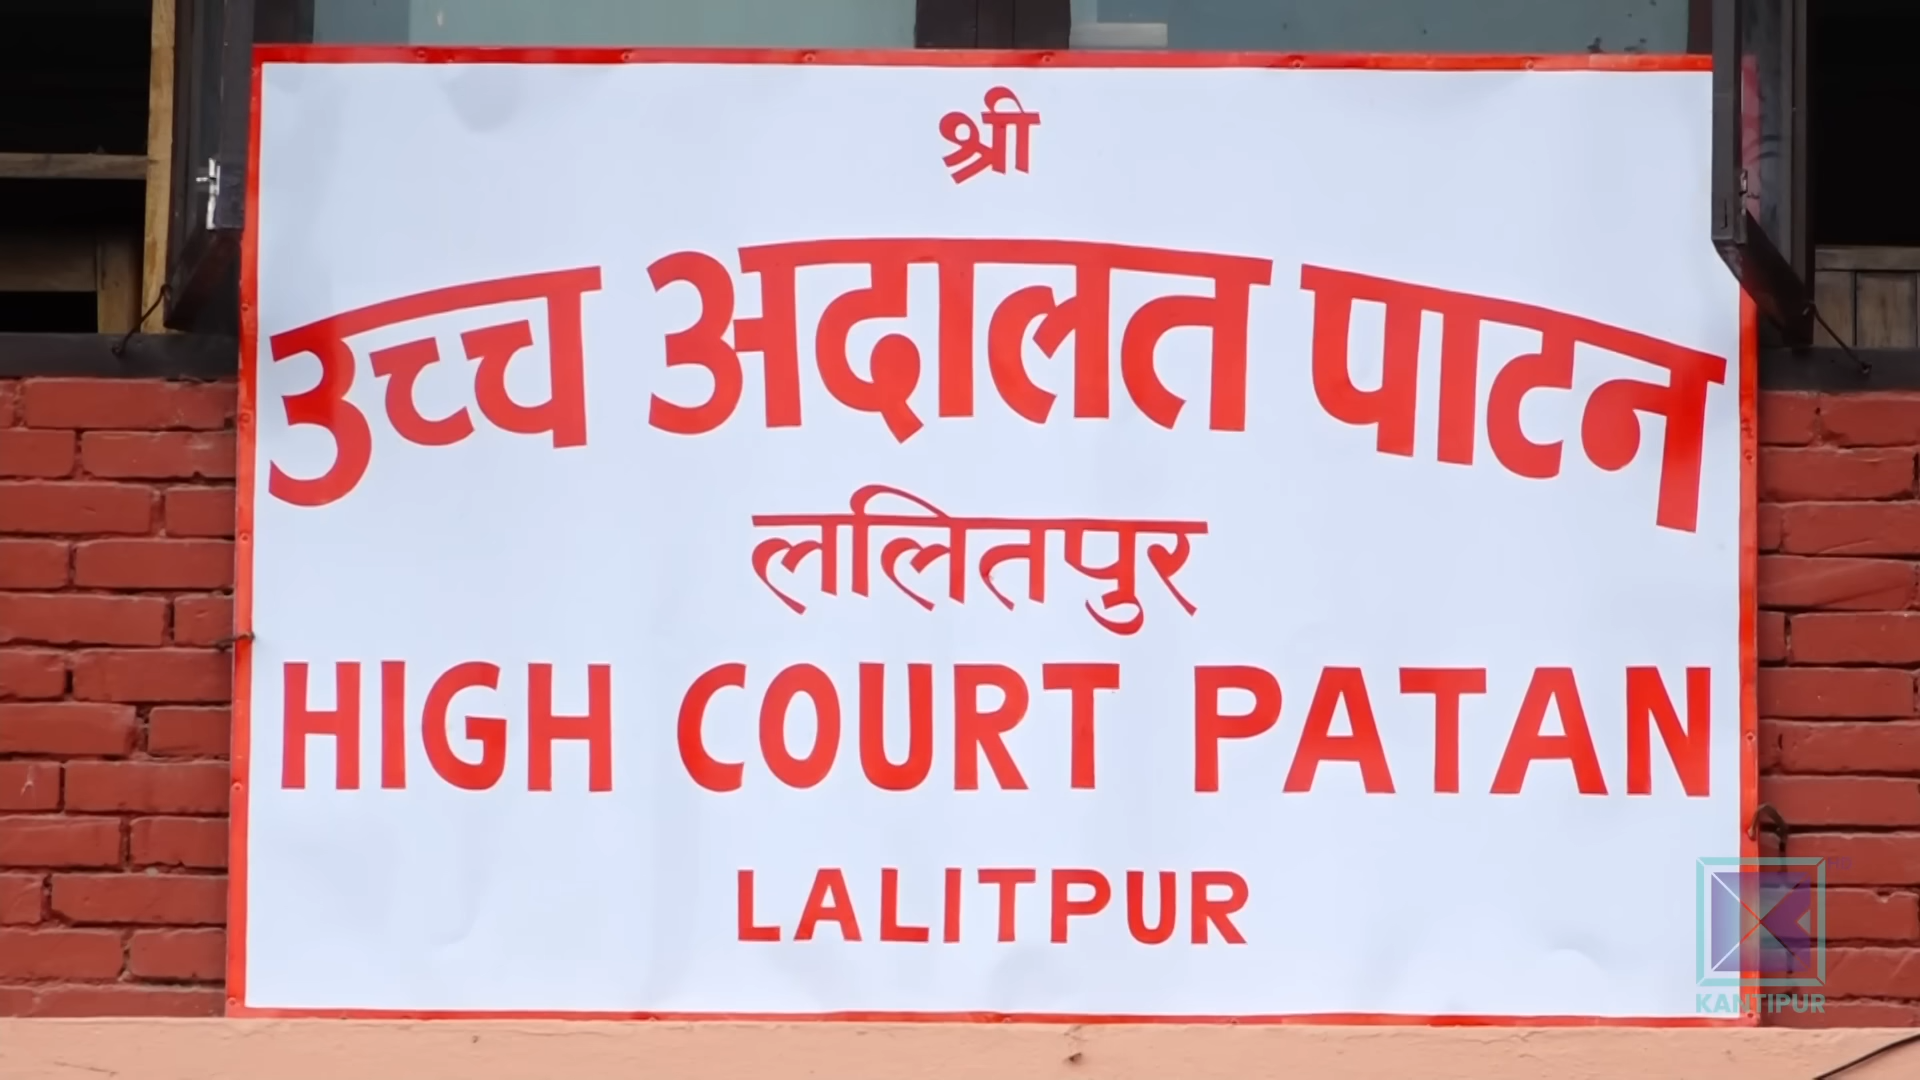 श्री
उच्च अदालत पाटन
ललितपुर
HIGH COURT PATAN
LALITPUR
KANTIPUR